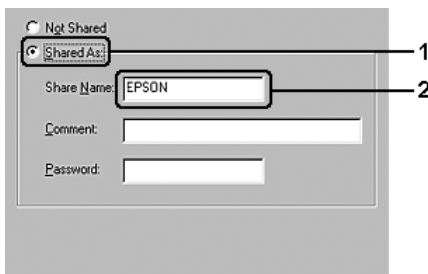 Not Shared
Shared As: 1
Share Name: EPSON 2
Comment:
Password: